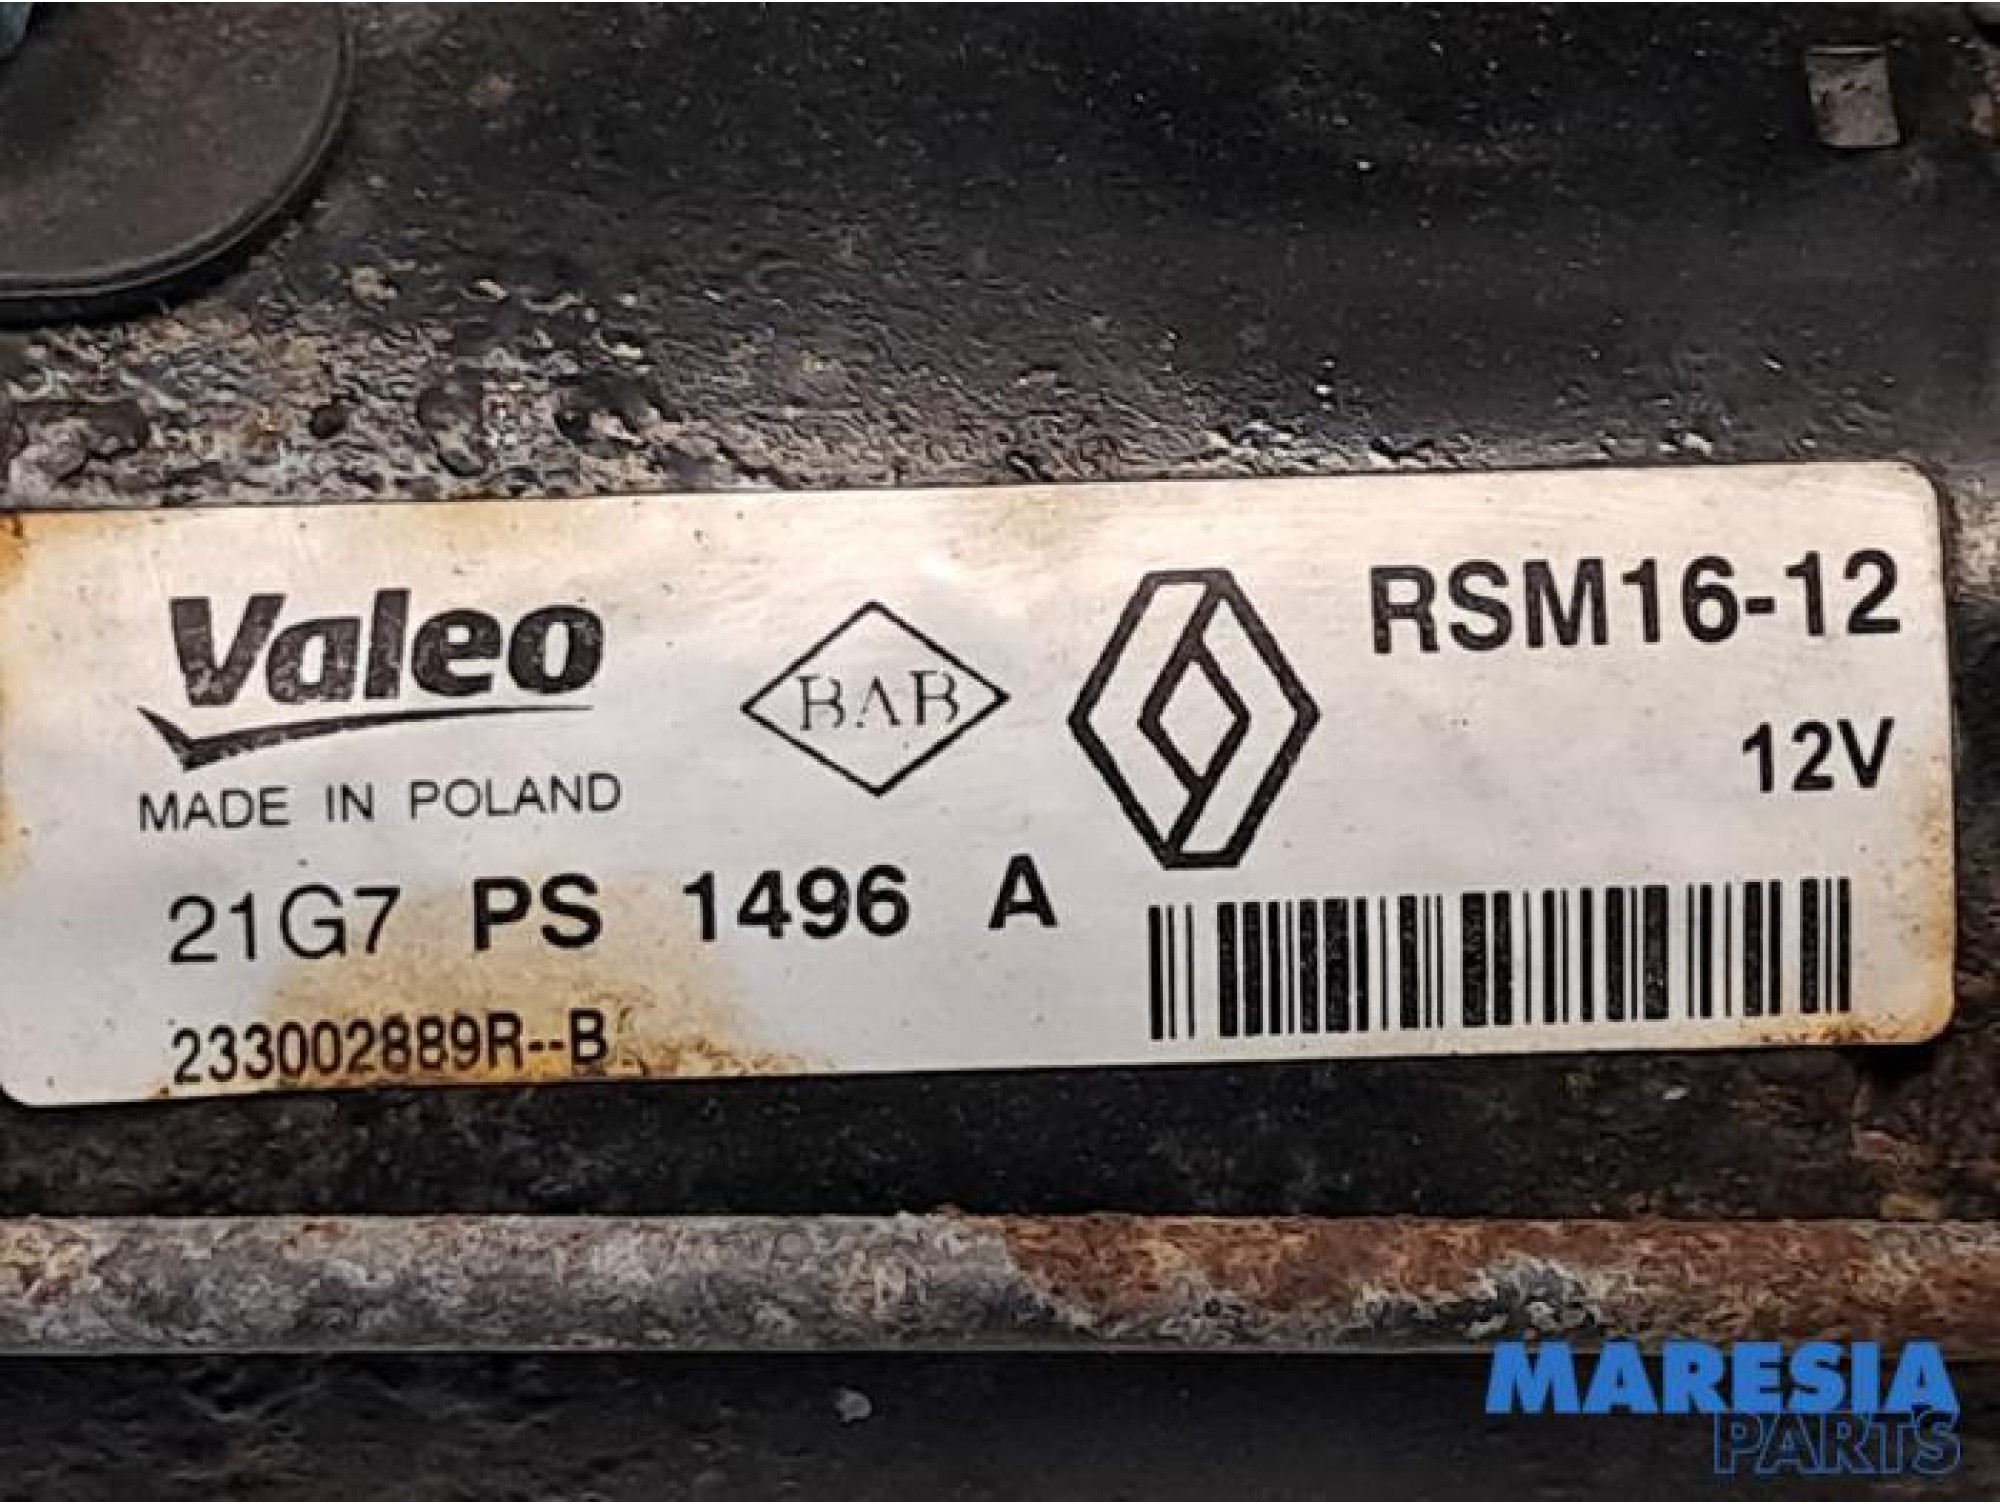 Valeo
MADE IN POLAND
BAB
RSM16-12
12V
21G7 PS 1496 A
233002889R--B
MARESIA
PARTS